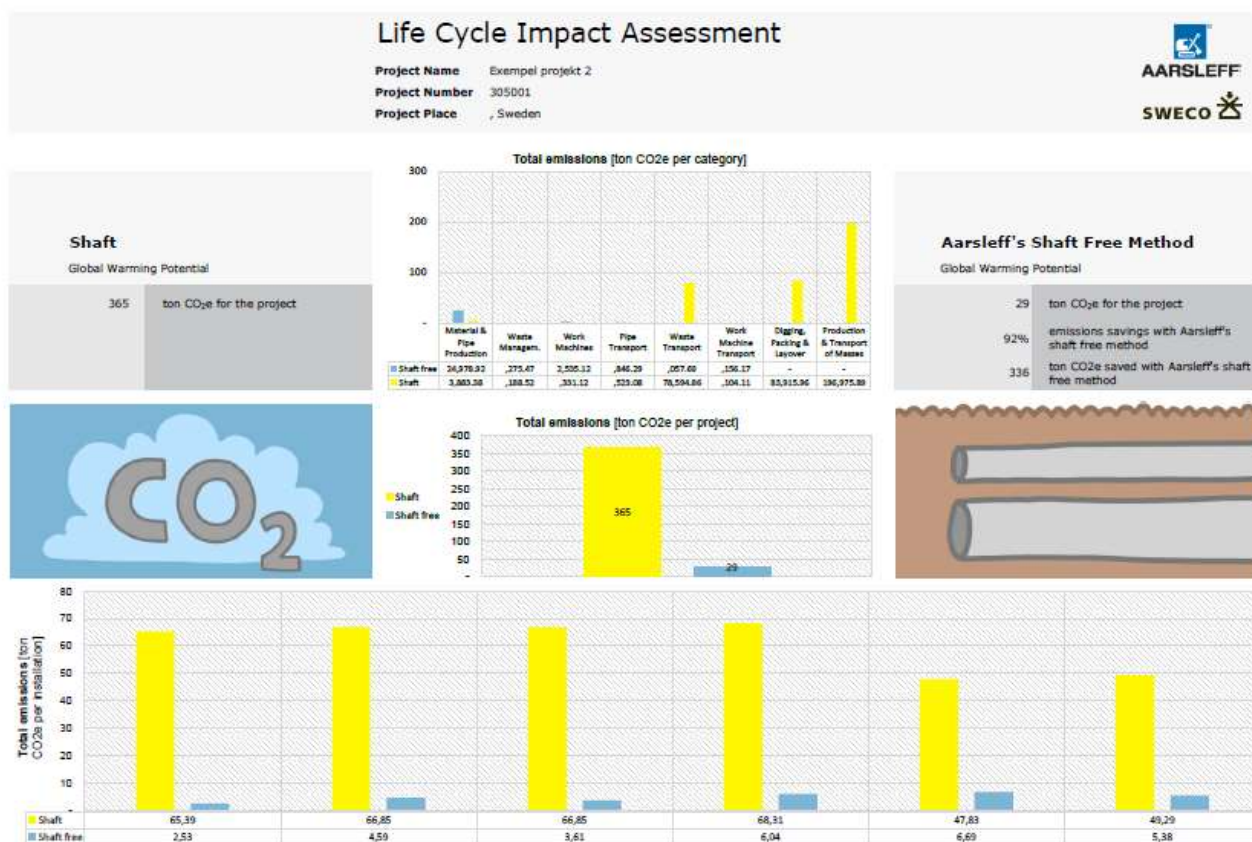 Life Cycle Impact Assessment
Project Name Exempel projekt 2
Project Number 305001
Project Place , Sweden
AARSLEFF
SWECO
Shaft
Global Warming Potential
365 ton CO₂e for the project
Total emissions [ton CO2e per category]
300
200
100
-
Material & Pipe Production Waste Managem. Work Machines Pipe Transport Waste Transport Work Machine Transport Digging, Packing & Layover Production & Transport of Masses
Shaft free 24,978.92 ,275.47 2,505.12 ,846.29 ,057.69 ,156.17 - -
Shaft 3,883.58 ,188.52 ,331.12 ,523.08 78,594.86 ,104.11 83,915.96 196,975.89
Aarsleff's Shaft Free Method
Global Warming Potential
29 ton CO₂e for the project
92% emissions savings with Aarsleff's
shaft free method
336 ton CO2e saved with Aarsleff's shaft
free method
CO2
Total emissions [ton CO2e per project]
400
350
300
250
200
150
100
50
-
Shaft
Shaft free
365
29
Total emissions [ton
CO2e per installation]
80
70
60
50
40
30
20
10
-
Shaft 65,39 66,85 66,85 68,31 47,83 49,29
Shaft free 2,53 4,59 3,61 6,04 6,69 5,38